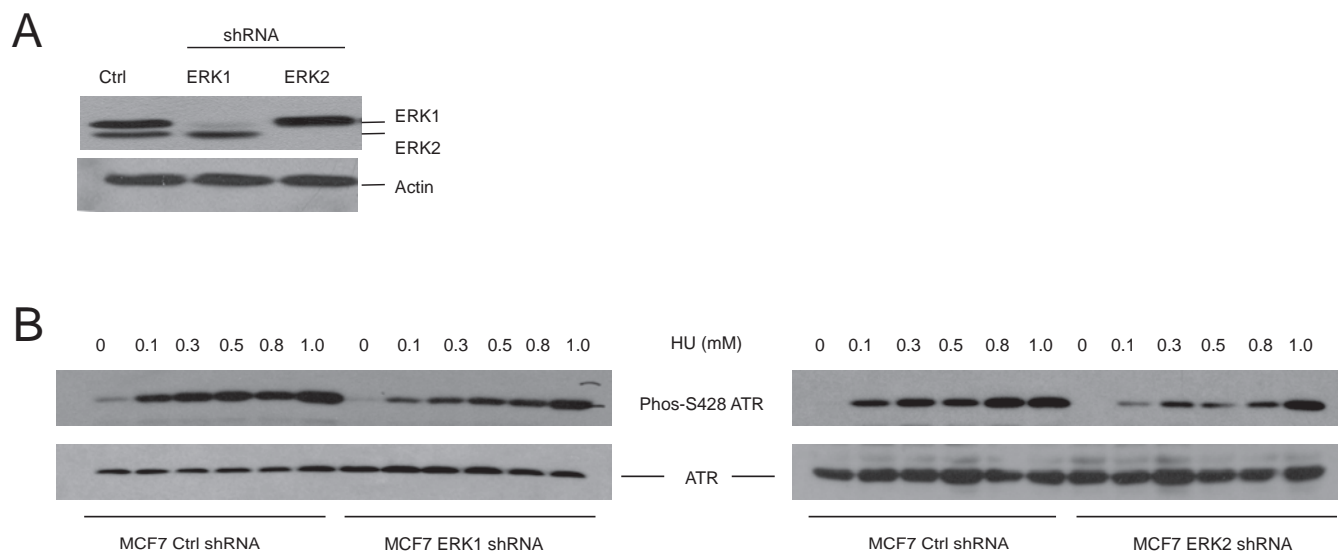 A
shRNA
Ctrl ERK1 ERK2
ERK1
ERK2
Actin
B
0 0.1 0.3 0.5 0.8 1.0 0 0.1 0.3 0.5 0.8 1.0 HU (mM) 0 0.1 0.3 0.5 0.8 1.0 0 0.1 0.3 0.5 0.8 1.0
Phos-S428 ATR
ATR
MCF7 Ctrl shRNA MCF7 ERK1 shRNA MCF7 Ctrl shRNA MCF7 ERK2 shRNA